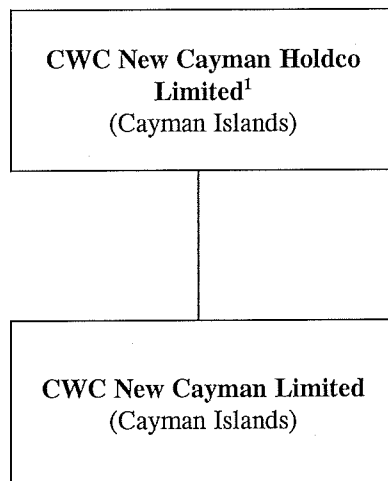 CWC New Cayman Holdco
Limited¹
(Cayman Islands)
CWC New Cayman Limited
(Cayman Islands)